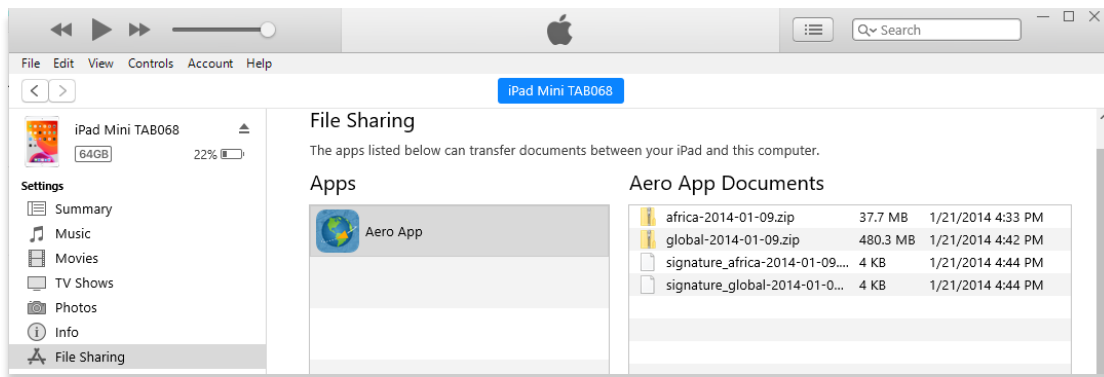 Search
File Edit View Controls Account Help
iPad Mini TAB068
iPad Mini TAB068
64GB 22%
Settings
Summary
Music
Movies
TV Shows
Photos
Info
File Sharing
File Sharing
The apps listed below can transfer documents between your iPad and this computer.
Apps
Aero App
Aero App Documents
africa-2014-01-09.zip 37.7 MB 1/21/2014 4:33 PM
global-2014-01-09.zip 480.3 MB 1/21/2014 4:42 PM
signature_africa-2014-01-09.... 4 KB 1/21/2014 4:44 PM
signature_global-2014-01-0... 4 KB 1/21/2014 4:44 PM